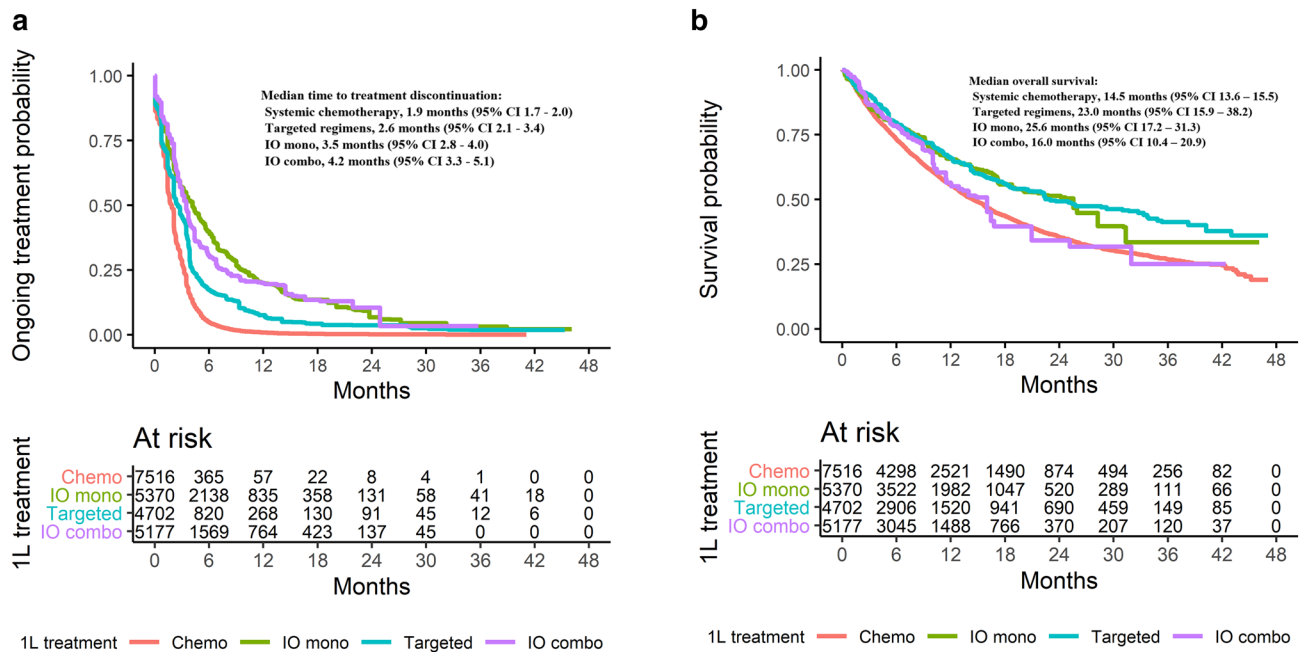 a
Ongoing treatment probability
1.00
0.75
0.50
0.25
0.00
Median time to treatment discontinuation:
Systemic chemotherapy, 1.9 months (95% CI 1.7 - 2.0)
Targeted regimens, 2.6 months (95% CI 2.1 - 3.4)
IO mono, 3.5 months (95% CI 2.8 - 4.0)
IO combo, 4.2 months (95% CI 3.3 - 5.1)
0 6 12 18 24 30 36 42 48
Months
At risk
1L treatment
Chemo 7516 365 57 22 8 4 1 0 0
IO mono 5370 2138 835 358 131 58 41 18 0
Targeted 4702 820 268 130 91 45 12 6 0
IO combo 5177 1569 764 423 137 45 0 0 0
0 6 12 18 24 30 36 42 48
Months
1L treatment Chemo IO mono Targeted IO combo
b
Survival probability
1.00
0.75
0.50
0.25
0.00
Median overall survival:
Systemic chemotherapy, 14.5 months (95% CI 13.6 – 15.5)
Targeted regimens, 23.0 months (95% CI 15.9 – 38.2)
IO mono, 25.6 months (95% CI 17.2 – 31.3)
IO combo, 16.0 months (95% CI 10.4 – 20.9)
0 6 12 18 24 30 36 42 48
Months
At risk
1L treatment
Chemo 7516 4298 2521 1490 874 494 256 82 0
IO mono 5370 3522 1982 1047 520 289 111 66 0
Targeted 4702 2906 1520 941 690 459 149 85 0
IO combo 5177 3045 1488 766 370 207 120 37 0
0 6 12 18 24 30 36 42 48
Months
1L treatment Chemo IO mono Targeted IO combo